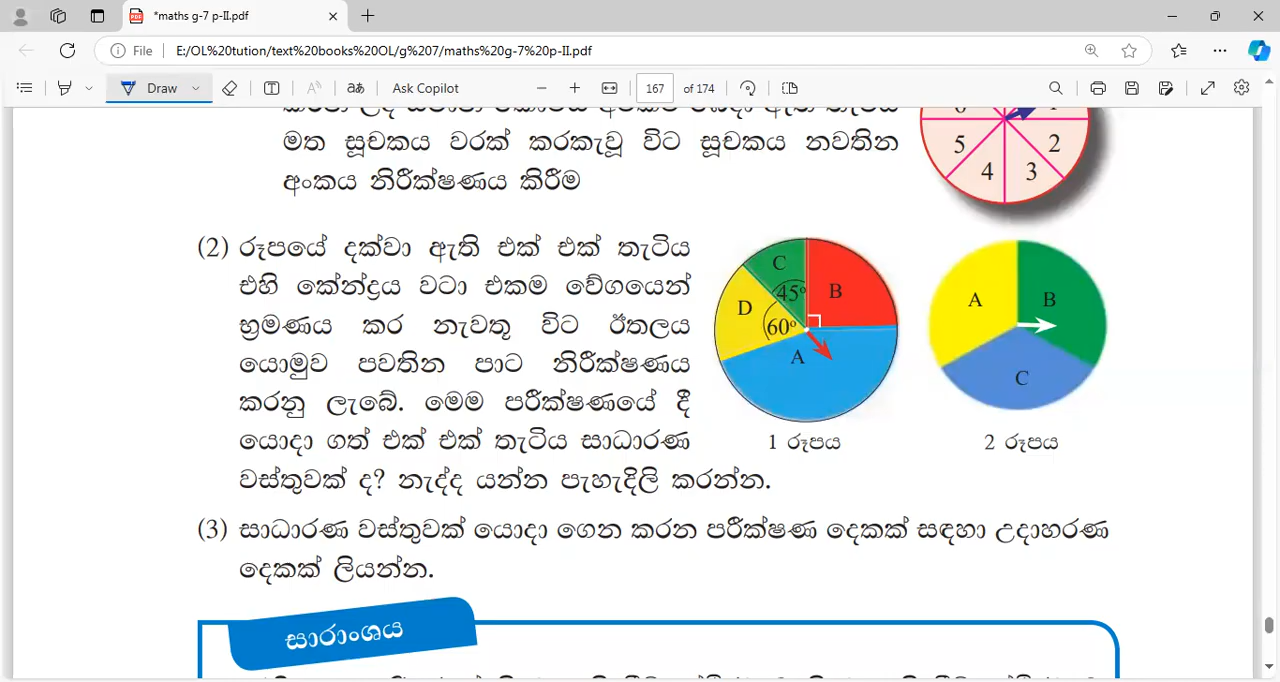 *maths g-7 p-II.pdf
File E:/OL%20tution/text%20books%20OL/g%207/maths%20g-7%20p-II.pdf
Draw aあ Ask Copilot 167 of 174
මත සූචකය වරක් කරකැවූ විට සූචකය නවතින
අංකය නිරීක්ෂණය කිරීම
5 4 3 2
(2) රූපයේ දක්වා ඇති එක් එක් තැටිය
එහි කේන්ද්‍රය වටා එකම වේගයෙන්
භ්‍රමණය කර නැවතූ විට ඊතලය
යොමුව පවතින පාට නිරීක්ෂණය
කරනු ලැබේ. මෙම පරීක්ෂණයේ දී
යොදා ගත් එක් එක් තැටිය සාධාරණ
වස්තුවක් ද? නැද්ද යන්න පැහැදිලි කරන්න.
C
45°
B
D
60°
A
1 රූපය
A
B
C
2 රූපය
(3) සාධාරණ වස්තුවක් යොදා ගෙන කරන පරීක්ෂණ දෙකක් සඳහා උදාහරණ
දෙකක් ලියන්න.
සාරාංශය